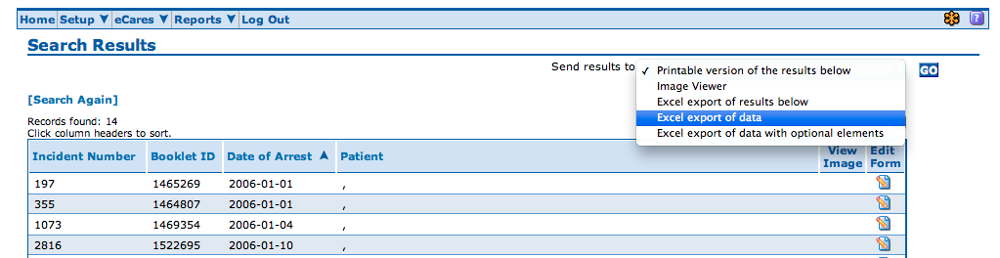 Home Setup eCares Reports Log Out ?
Search Results
Send results to
✓ Printable version of the results below
GO
Image Viewer
[Search Again]
Excel export of results below
Records found: 14
Excel export of data
Click column headers to sort.
Excel export of data with optional elements
Incident Number Booklet ID Date of Arrest Patient View Image Edit Form
197 1465269 2006-01-01 ,
355 1464807 2006-01-01 ,
1073 1469354 2006-01-04 ,
2816 1522695 2006-01-10 ,